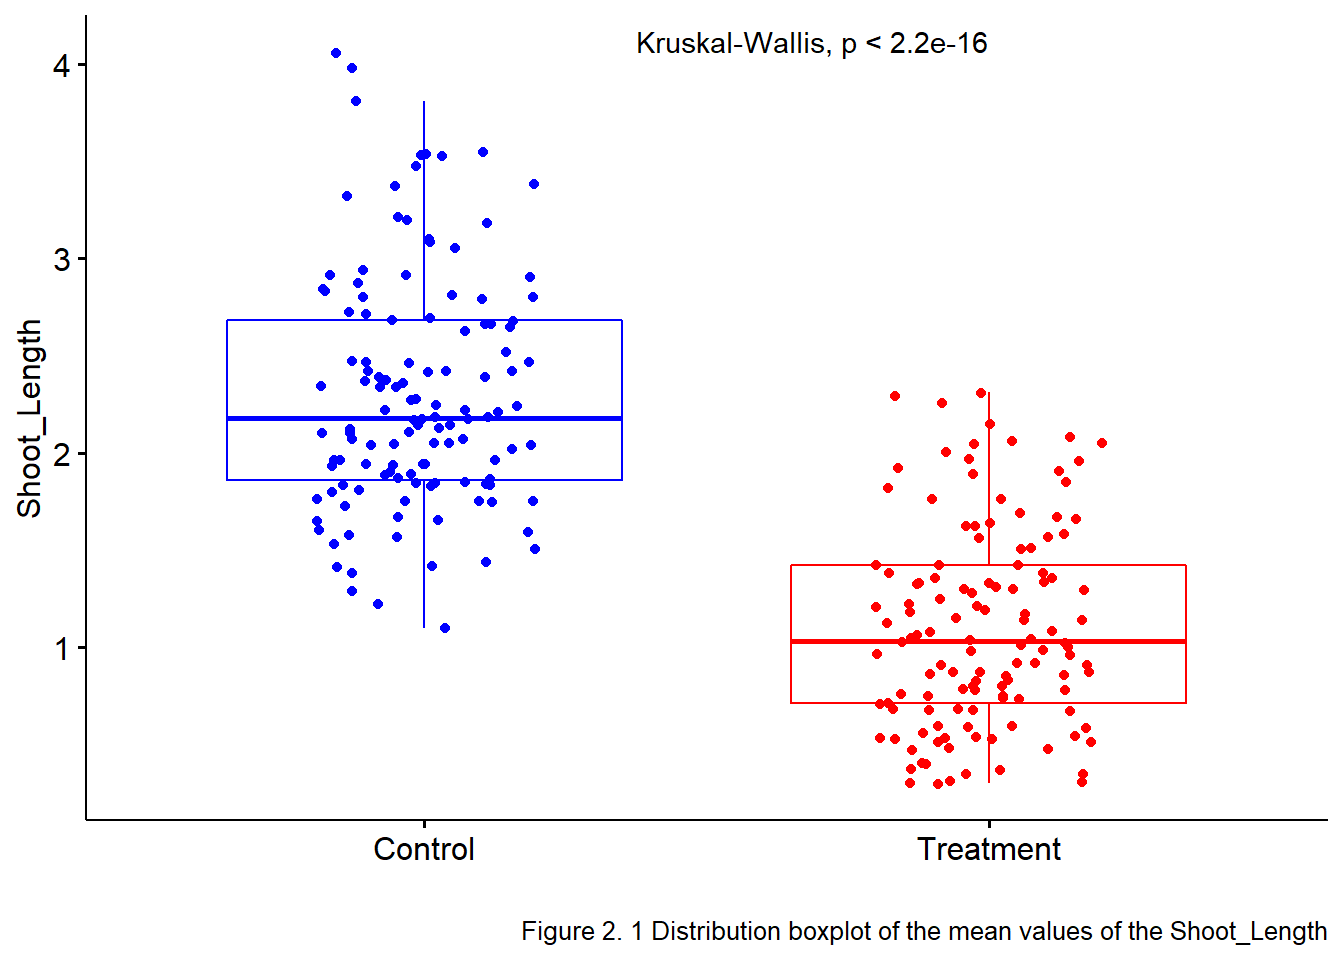 Kruskal-Wallis, p < 2.2e-16
4
3
2
1
Shoot_Length
Control
Treatment
Figure 2. 1 Distribution boxplot of the mean values of the Shoot_Length